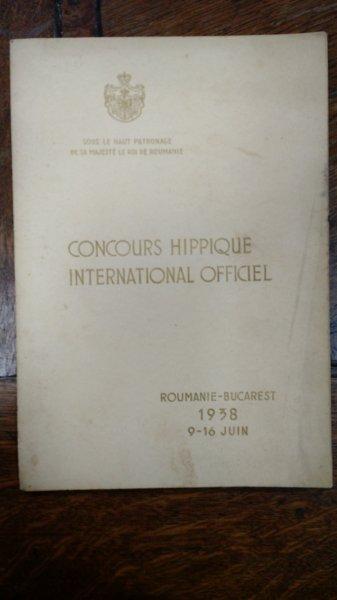 SOUS LE HAUT PATRONAGE
DE SA MAJESTÉ LE ROI DE ROUMANIE
CONCOURS HIPPIQUE
INTERNATIONAL OFFICIEL
ROUMANIE-BUCAREST
1938
9-16 JUIN